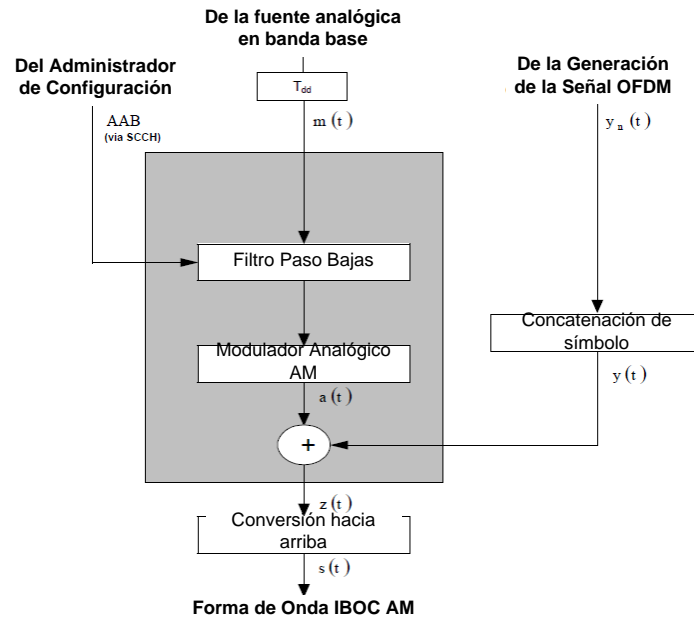 De la fuente analógica
en banda base
Del Administrador
de Configuración
De la Generación
de la Señal OFDM
T_dd
AAB
(via SCCH)
m ( t )
y_n ( t )
Filtro Paso Bajas
Concatenación de
símbolo
Modulador Analógico
AM
a ( t )
y ( t )
+
z ( t )
Conversión hacia
arriba
s ( t )
Forma de Onda IBOC AM